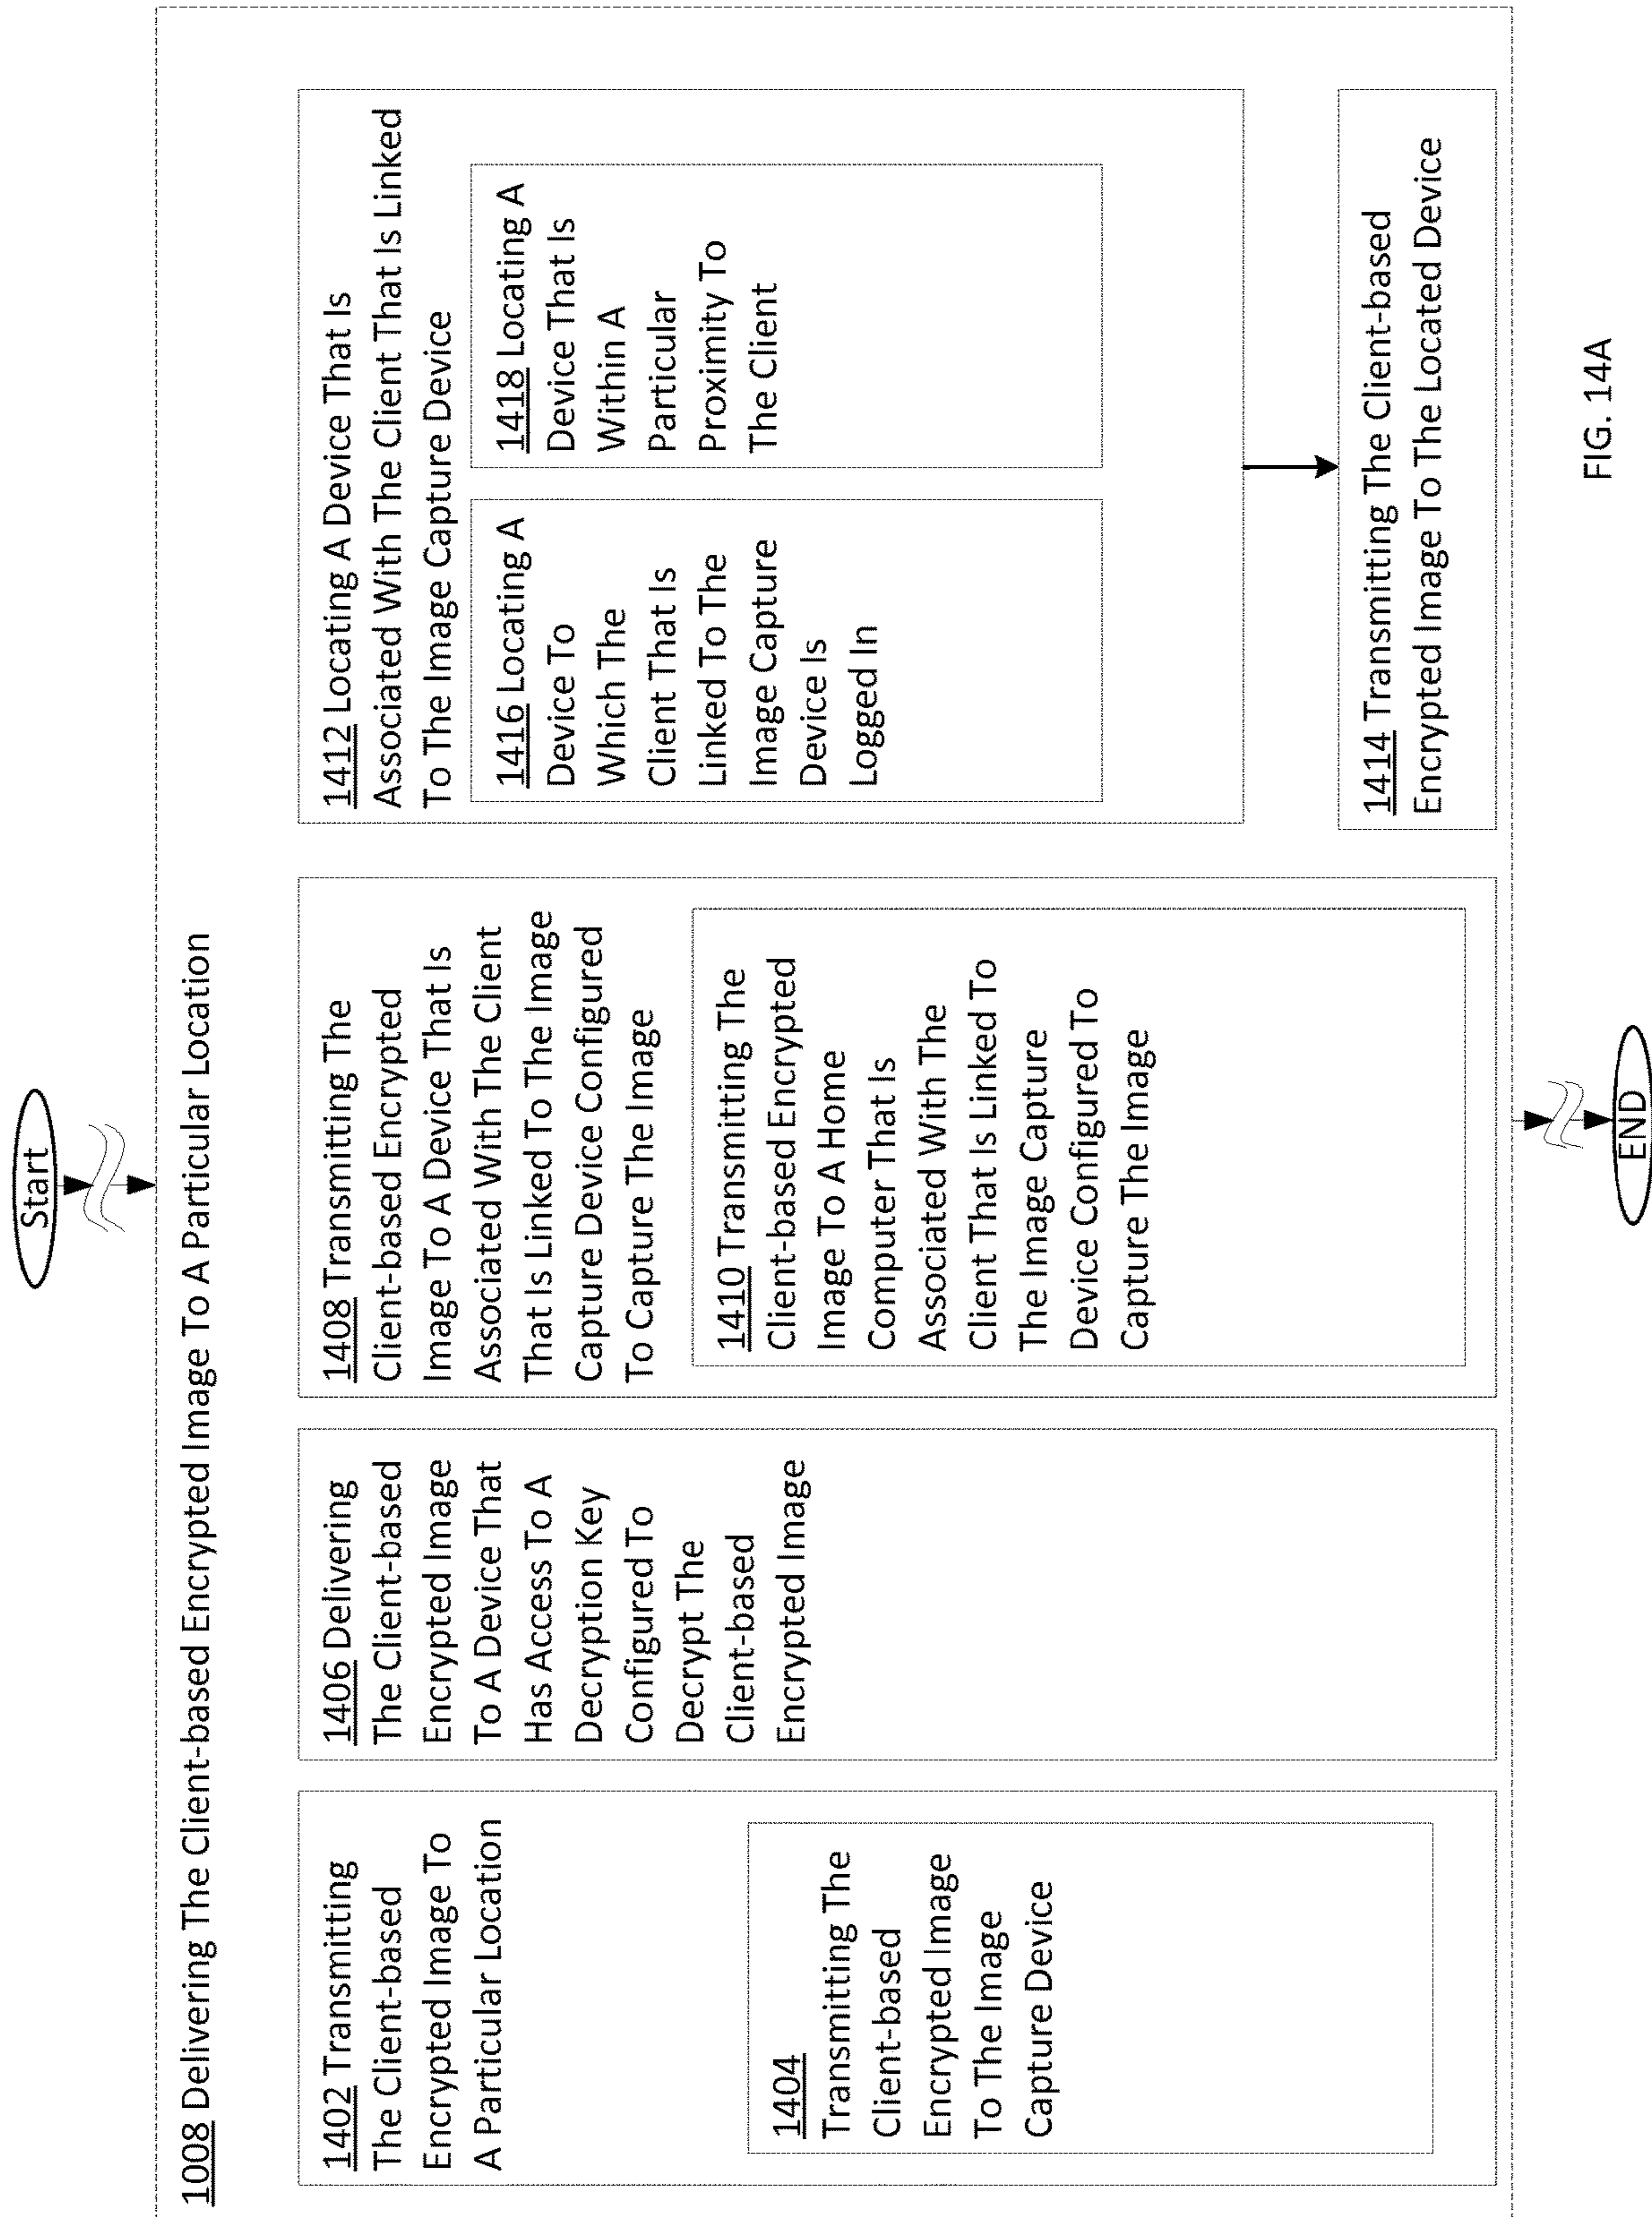 Start
1008 Delivering The Client-based Encrypted Image To A Particular Location
1402 Transmitting
The Client-based
Encrypted Image To
A Particular Location
1404
Transmitting The
Client-based
Encrypted Image
To The Image
Capture Device
1406 Delivering
The Client-based
Encrypted Image
To A Device That
Has Access To A
Decryption Key
Configured To
Decrypt The
Client-based
Encrypted Image
1408 Transmitting The
Client-based Encrypted
Image To A Device That Is
Associated With The Client
That Is Linked To The Image
Capture Device Configured
To Capture The Image
1410 Transmitting The
Client-based Encrypted
Image To A Home
Computer That Is
Associated With The
Client That Is Linked To
The Image Capture
Device Configured To
Capture The Image
1412 Locating A Device That Is
Associated With The Client That Is Linked
To The Image Capture Device
1416 Locating A
Device To
Which The
Client That Is
Linked To The
Image Capture
Device Is
Logged In
1418 Locating A
Device That Is
Within A
Particular
Proximity To
The Client
1414 Transmitting The Client-based
Encrypted Image To The Located Device
END
FIG. 14A